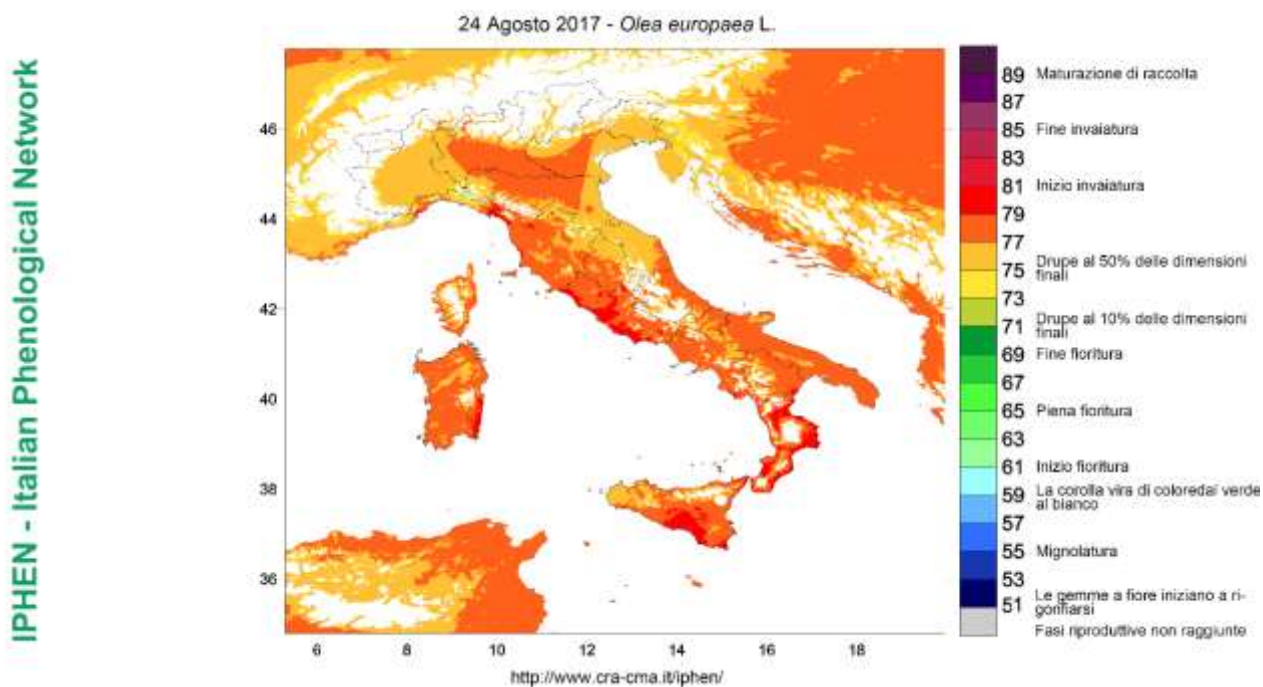 IPHEN - Italian Phenological Network
24 Agosto 2017 - Olea europaea L.
46
44
42
40
38
36
6
8
10
12
14
16
18
89
87
85
83
81
79
77
75
73
71
69
67
65
63
61
59
57
55
53
51
Maturazione di raccolta
Fine invaiatura
Inizio invaiatura
Drupe al 50% delle dimensioni
finali
Drupe al 10% delle dimensioni
finali
Fine fioritura
Piena fioritura
Inizio fioritura
La corolla vira di coloredal verde
al bianco
Mignolatura
Le gemme a fiore iniziano a ri-
gonfiarsi
Fasi riproduttive non raggiunte
http://www.cra-cma.it/iphen/